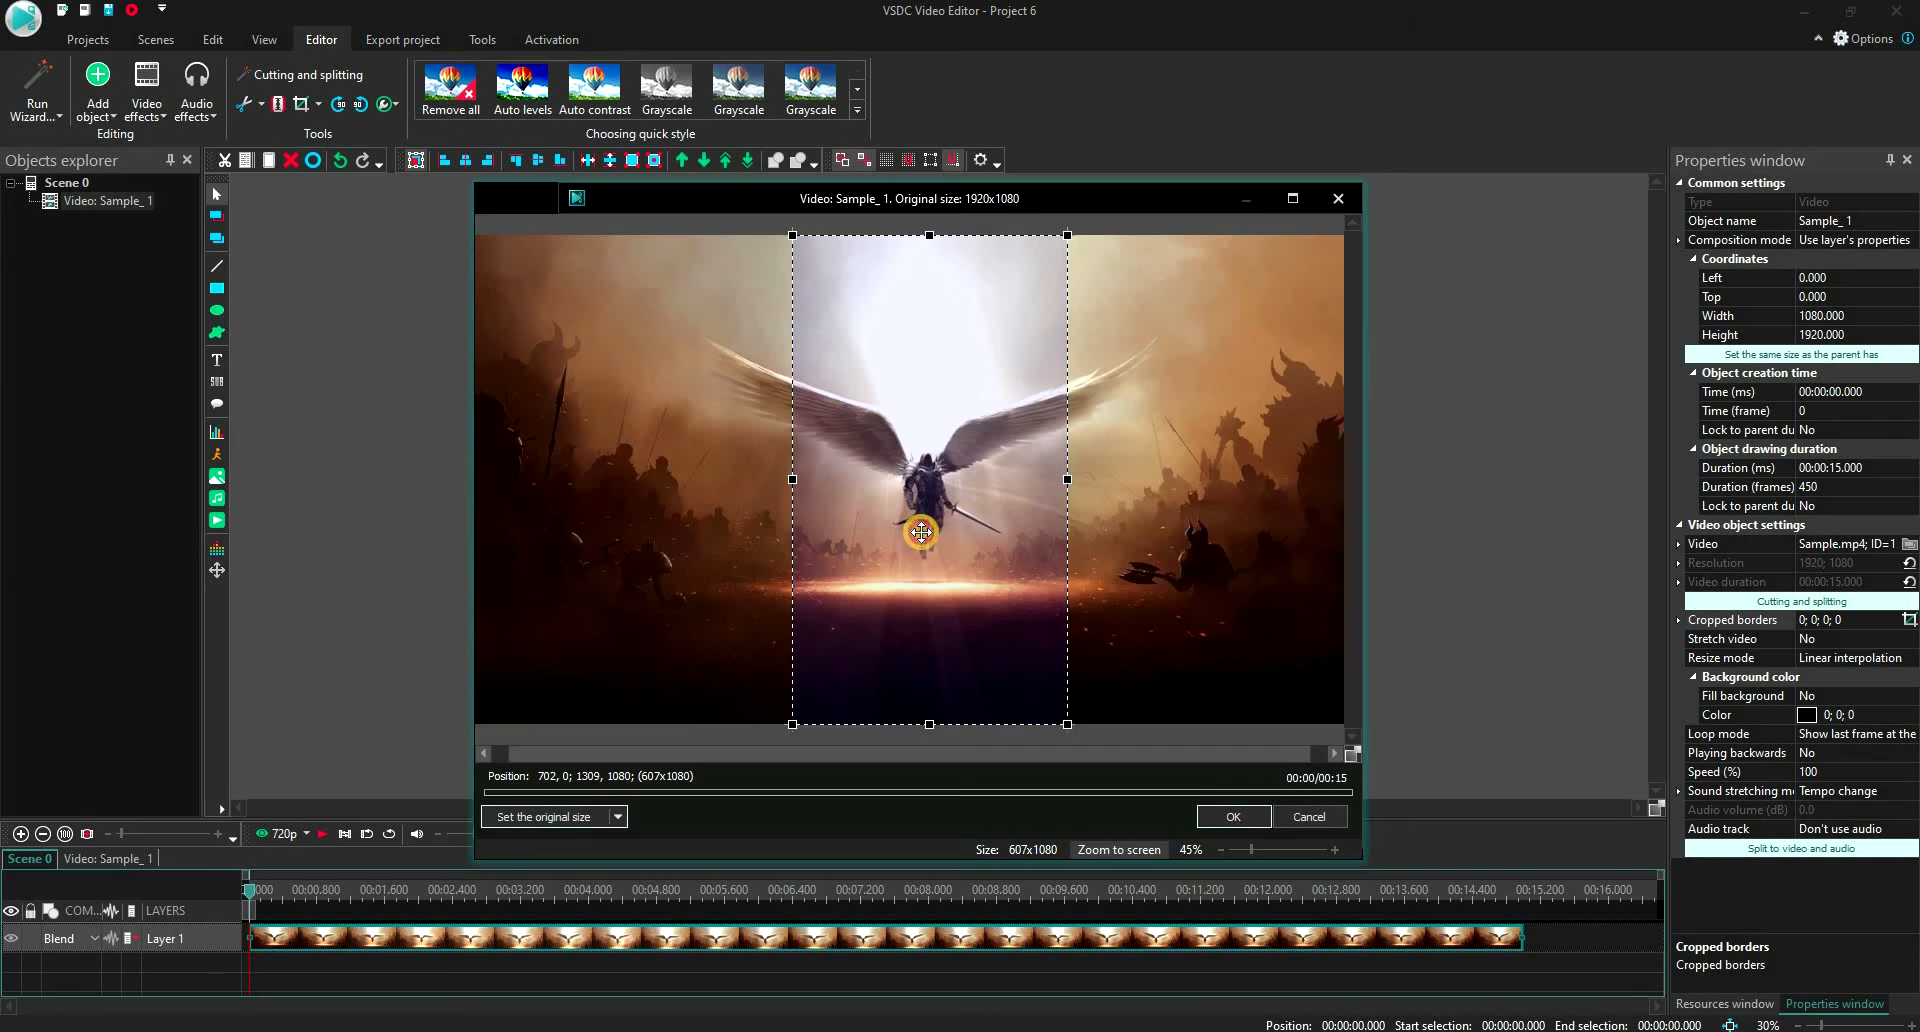 VSDC Video Editor - Project 6
Projects
Scenes
Edit
View
Editor
Export project
Tools
Activation
Options
Run
Wizard...
Add
object
Video
effects
Audio
effects
Editing
Cutting and splitting
Tools
Remove all
Auto levels
Auto contrast
Grayscale
Grayscale
Grayscale
Choosing quick style
Objects explorer
Scene 0
Video: Sample_ 1
Video: Sample_ 1. Original size: 1920x1080
Position: 702, 0; 1309, 1080; (607x1080)
00:00/00:15
Set the original size
OK
Cancel
Size: 607x1080
Zoom to screen
45%
Properties window
Common settings
Type Video
Object name Sample_ 1
Composition mode Use layer's properties
Coordinates
Left 0.000
Top 0.000
Width 1080.000
Height 1920.000
Set the same size as the parent has
Object creation time
Time (ms) 00:00:00.000
Time (frame) 0
Lock to parent du No
Object drawing duration
Duration (ms) 00:00:15.000
Duration (frames) 450
Lock to parent du No
Video object settings
Video Sample.mp4; ID=1
Resolution 1920; 1080
Video duration 00:00:15.000
Cutting and splitting
Cropped borders 0; 0; 0; 0
Stretch video No
Resize mode Linear interpolation
Background color
Fill background No
Color 0; 0; 0
Loop mode Show last frame at the
Playing backwards No
Speed (%) 100
Sound stretching m Tempo change
Audio volume (dB) 0.0
Audio track Don't use audio
Split to video and audio
Cropped borders
Cropped borders
Resources window
Properties window
720p
Scene 0
Video: Sample_ 1
000 00:00.800 00:01.600 00:02.400 00:03.200 00:04.000 00:04.800 00:05.600 00:06.400 00:07.200 00:08.000 00:08.800 00:09.600 00:10.400 00:11.200 00:12.000 00:12.800 00:13.600 00:14.400 00:15.200 00:16.000
COM...
LAYERS
Blend
Layer 1
Position: 00:00:00.000 Start selection: 00:00:00.000 End selection: 00:00:00.000 30%